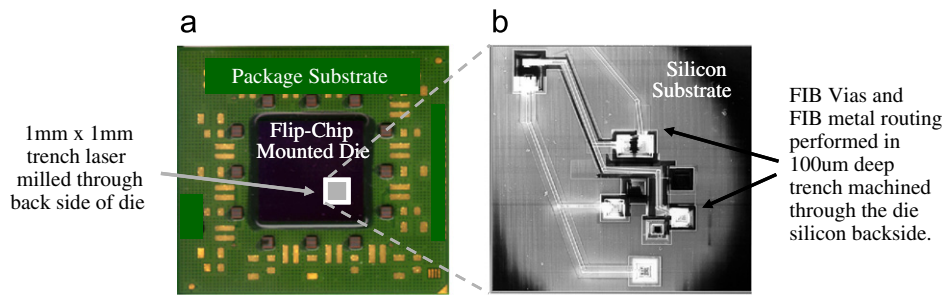 a
b
Package Substrate
Flip-Chip
Mounted Die
1mm x 1mm
trench laser
milled through
back side of die
Silicon
Substrate
FIB Vias and
FIB metal routing
performed in
100um deep
trench machined
through the die
silicon backside.